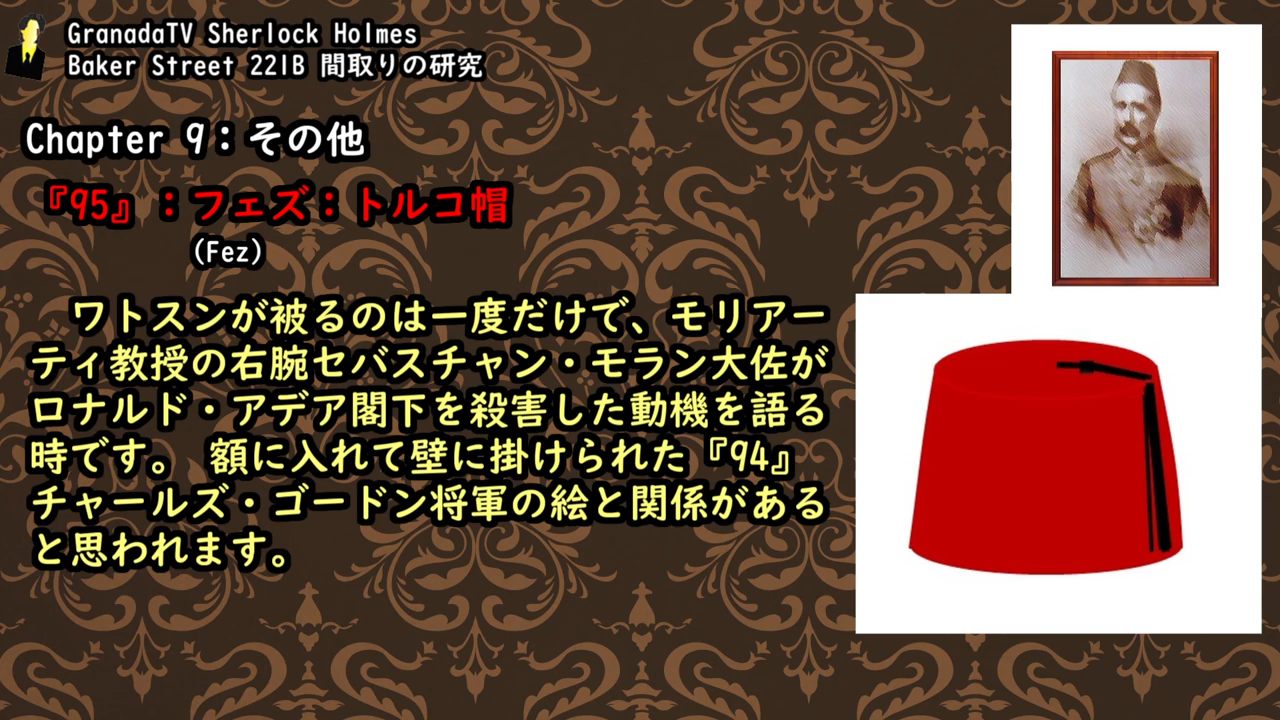 GranadaTV Sherlock Holmes
Baker Street 221B 間取りの研究
Chapter 9：その他
『95』：フェズ：トルコ帽
(Fez)
ワトスンが被るのは一度だけで、モリアー
ティ教授の右腕セバスチャン・モラン大佐が
ロナルド・アデア閣下を殺害した動機を語る
時です。 額に入れて壁に掛けられた『94』
チャールズ・ゴードン将軍の絵と関係がある
と思われます。